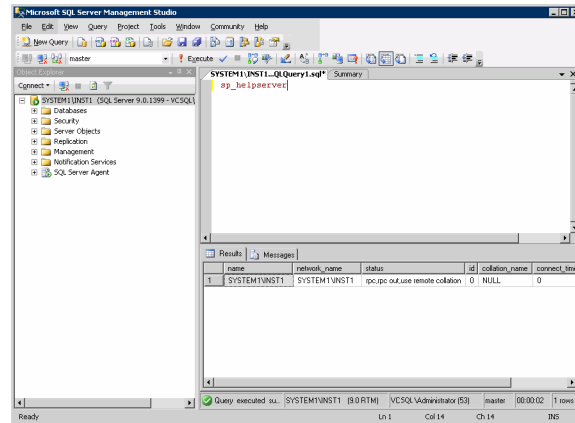 Microsoft SQL Server Management Studio
File Edit View Query Project Tools Window Community Help
New Query
master
Execute
Object Explorer
Connect
SYSTEM1\INST1 (SQL Server 9.0.1399 - VCSQL\
Databases
Security
Server Objects
Replication
Management
Notification Services
SQL Server Agent
SYSTEM1\INST1...QLQuery1.sql* Summary
sp_helpserver
Results Messages
name network_name status id collation_name connect_time
1 SYSTEM1\INST1 SYSTEM1\INST1 rpc,rpc out,use remote collation 0 NULL 0
Query executed su... SYSTEM1\INST1 (9.0 RTM) VCSQL\Administrator (53) master 00:00:02 1 rows
Ready Ln 1 Col 14 Ch 14 INS